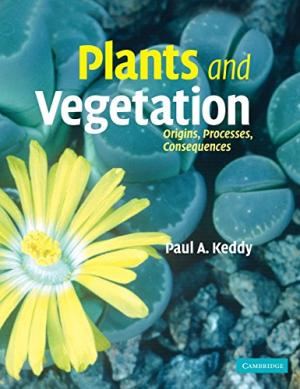 Plants and
Vegetation
Origins, Processes,
Consequences
Paul A. Keddy
CAMBRIDGE